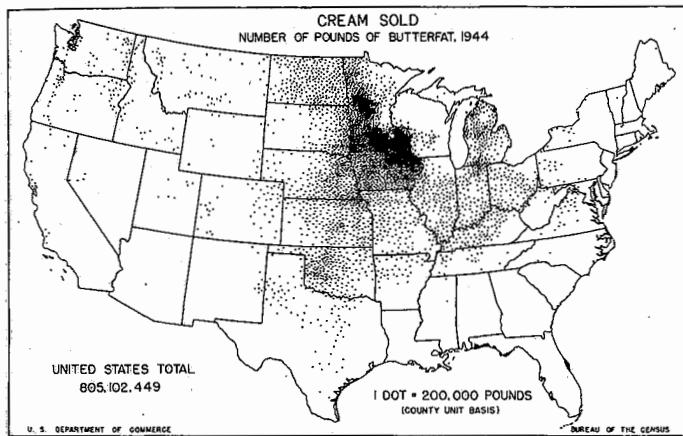 CREAM SOLD
NUMBER OF POUNDS OF BUTTERFAT, 1944
UNITED STATES TOTAL
805,102,449
1 DOT = 200,000 POUNDS
(COUNTY UNIT BASIS)
U. S. DEPARTMENT OF COMMERCE
BUREAU OF THE CENSUS